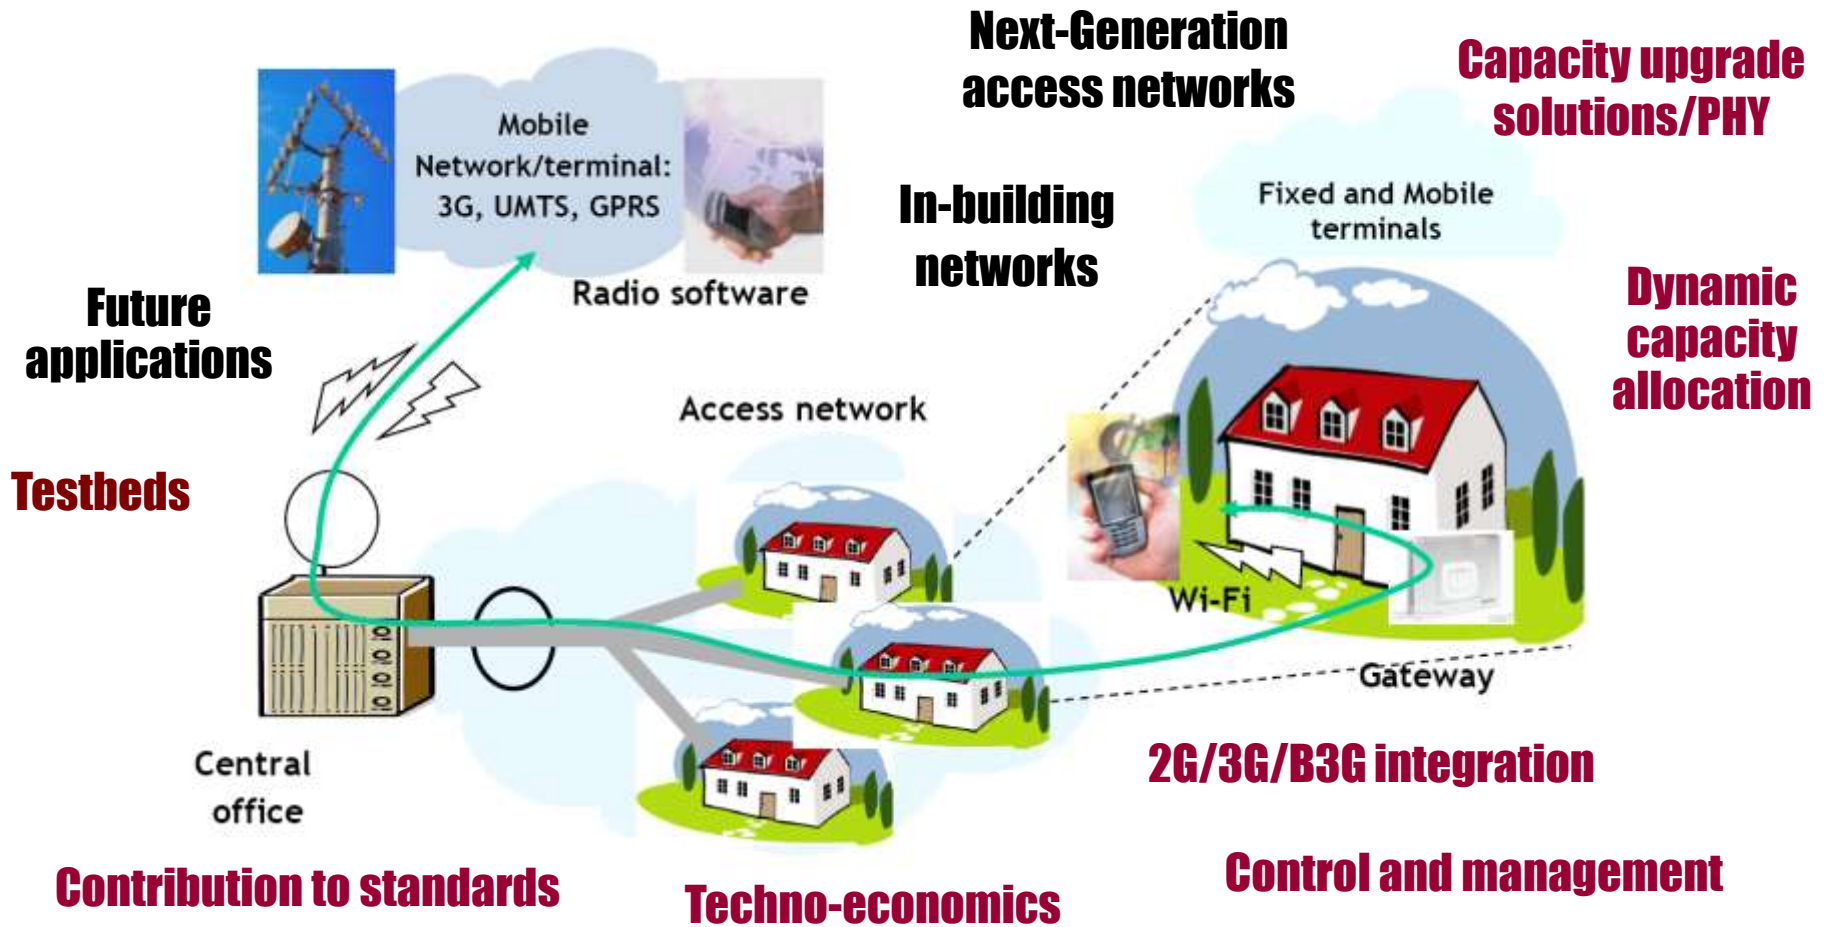 Next-Generation
access networks
Capacity upgrade
solutions/PHY
Mobile
Network/terminal:
3G, UMTS, GPRS
Radio software
In-building
networks
Fixed and Mobile
terminals
Future
applications
Dynamic
capacity
allocation
Access network
Testbeds
Wi-Fi
Gateway
Central
office
2G/3G/B3G integration
Contribution to standards
Techno-economics
Control and management